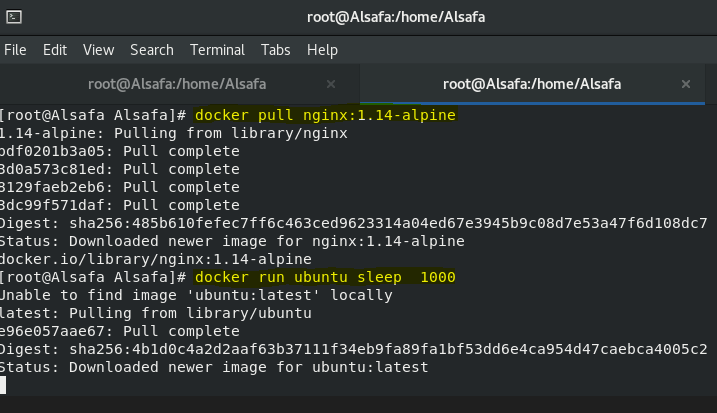 root@Alsafa:/home/Alsafa
File Edit View Search Terminal Tabs Help
root@Alsafa:/home/Alsafa × root@Alsafa:/home/Alsafa ×
[root@Alsafa Alsafa]# docker pull nginx:1.14-alpine
1.14-alpine: Pulling from library/nginx
bdf0201b3a05: Pull complete
3d0a573c81ed: Pull complete
8129faeb2eb6: Pull complete
3dc99f571daf: Pull complete
Digest: sha256:485b610fefec7ff6c463ced9623314a04ed67e3945b9c08d7e53a47f6d108dc7
Status: Downloaded newer image for nginx:1.14-alpine
docker.io/library/nginx:1.14-alpine
[root@Alsafa Alsafa]# docker run ubuntu sleep  1000
Unable to find image 'ubuntu:latest' locally
latest: Pulling from library/ubuntu
e96e057aae67: Pull complete
Digest: sha256:4b1d0c4a2d2aaf63b37111f34eb9fa89fa1bf53dd6e4ca954d47caebca4005c2
Status: Downloaded newer image for ubuntu:latest